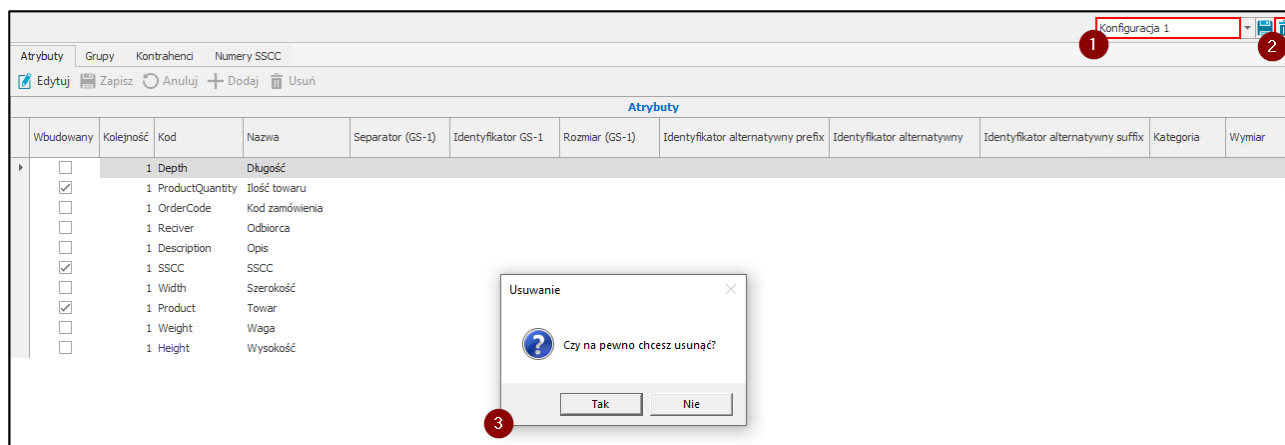 Konfiguracja 1
1
2
Atrybuty Grupy Kontrahenci Numery SSCC
Edytuj Zapisz Anuluj Dodaj Usuń
Atrybuty
Wbudowany Kolejność Kod Nazwa Separator (GS-1) Identyfikator GS-1 Rozmiar (GS-1) Identyfikator alternatywny prefix Identyfikator alternatywny Identyfikator alternatywny suffix Kategoria Wymiar
1 Depth Długość
1 ProductQuantity Ilość towaru
1 OrderCode Kod zamówienia
1 Reciver Odbiorca
1 Description Opis
1 SSCC SSCC
1 Width Szerokość
1 Product Towar
1 Weight Waga
1 Height Wysokość
Usuwanie
Czy na pewno chcesz usunąć?
Tak Nie
3